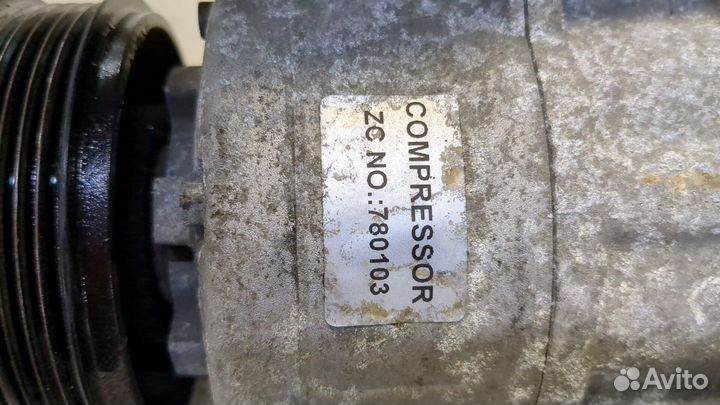 COMPRESSOR
ZC NO.:780103
Avito